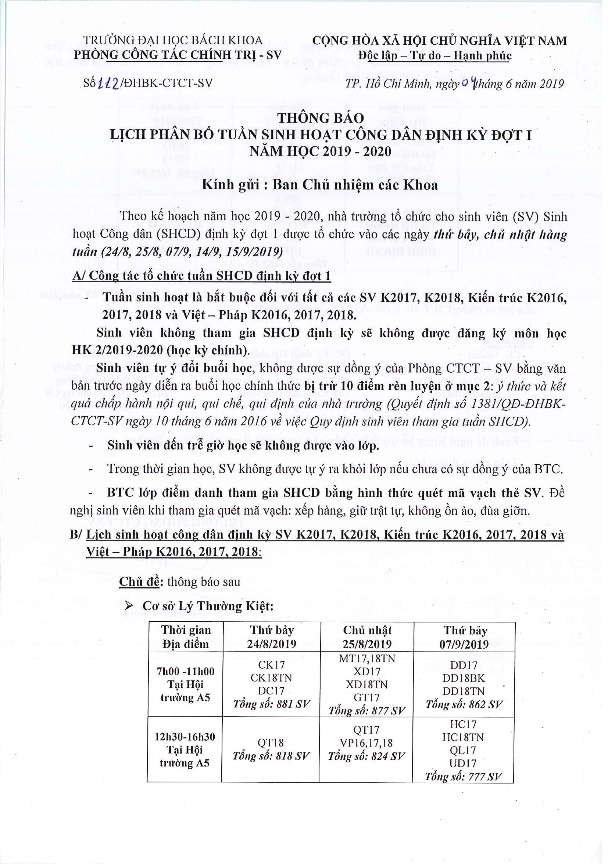 TRƯỜNG ĐẠI HỌC BÁCH KHOA
PHÒNG CÔNG TÁC CHÍNH TRỊ - SV
CỘNG HÒA XÃ HỘI CHỦ NGHĨA VIỆT NAM
Độc lập – Tự do – Hạnh phúc
Số 112/ĐHBK-CTCT-SV
TP. Hồ Chí Minh, ngày 04 tháng 6 năm 2019
THÔNG BÁO
LỊCH PHÂN BỔ TUẦN SINH HOẠT CÔNG DÂN ĐỊNH KỲ ĐỢT I
NĂM HỌC 2019 - 2020
Kính gửi : Ban Chủ nhiệm các Khoa
Theo kế hoạch năm học 2019 - 2020, nhà trường tổ chức cho sinh viên (SV) Sinh
hoạt Công dân (SHCD) định kỳ đợt 1 được tổ chức vào các ngày thứ bảy, chủ nhật hàng
tuần (24/8, 25/8, 07/9, 14/9, 15/9/2019)
A/ Công tác tổ chức tuần SHCD định kỳ đợt 1
- Tuần sinh hoạt là bắt buộc đối với tất cả các SV K2017, K2018, Kiến trúc K2016,
2017, 2018 và Việt – Pháp K2016, 2017, 2018.
Sinh viên không tham gia SHCD định kỳ sẽ không được đăng ký môn học
HK 2/2019-2020 (học kỳ chính).
Sinh viên tự ý đổi buổi học, không được sự đồng ý của Phòng CTCT – SV bằng văn
bản trước ngày diễn ra buổi học chính thức bị trừ 10 điểm rèn luyện ở mục 2: ý thức và kết
quả chấp hành nội qui, qui chế, qui định của nhà trường (Quyết định số 1381/QĐ-ĐHBK-
CTCT-SV ngày 10 tháng 6 năm 2016 về việc Quy định sinh viên tham gia tuần SHCD).
- Sinh viên đến trễ giờ học sẽ không được vào lớp.
- Trong thời gian học, SV không được tự ý ra khỏi lớp nếu chưa có sự đồng ý của BTC.
- BTC lớp điểm danh tham gia SHCD bằng hình thức quét mã vạch thẻ SV. Đề
nghị sinh viên khi tham gia quét mã vạch: xếp hàng, giữ trật tự, không ồn ào, đùa giỡn.
B/ Lịch sinh hoạt công dân định kỳ SV K2017, K2018, Kiến trúc K2016, 2017, 2018 và
Việt – Pháp K2016, 2017, 2018:
Chủ đề: thông báo sau
➢ Cơ sở Lý Thường Kiệt:
Thời gian
Địa điểm
Thứ bảy
24/8/2019
Chủ nhật
25/8/2019
Thứ bảy
07/9/2019
7h00 -11h00
Tại Hội
trường A5
CK17
CK18TN
DC17
Tổng số: 881 SV
MT17,18TN
XD17
XD18TN
GT17
Tổng số: 877 SV
DD17
DD18BK
DD18TN
Tổng số: 862 SV
12h30-16h30
Tại Hội
trường A5
QT18
Tổng số: 818 SV
QT17
VP16,17,18
Tổng số: 824 SV
HC17
HC18TN
QL17
UD17
Tổng số: 777 SV